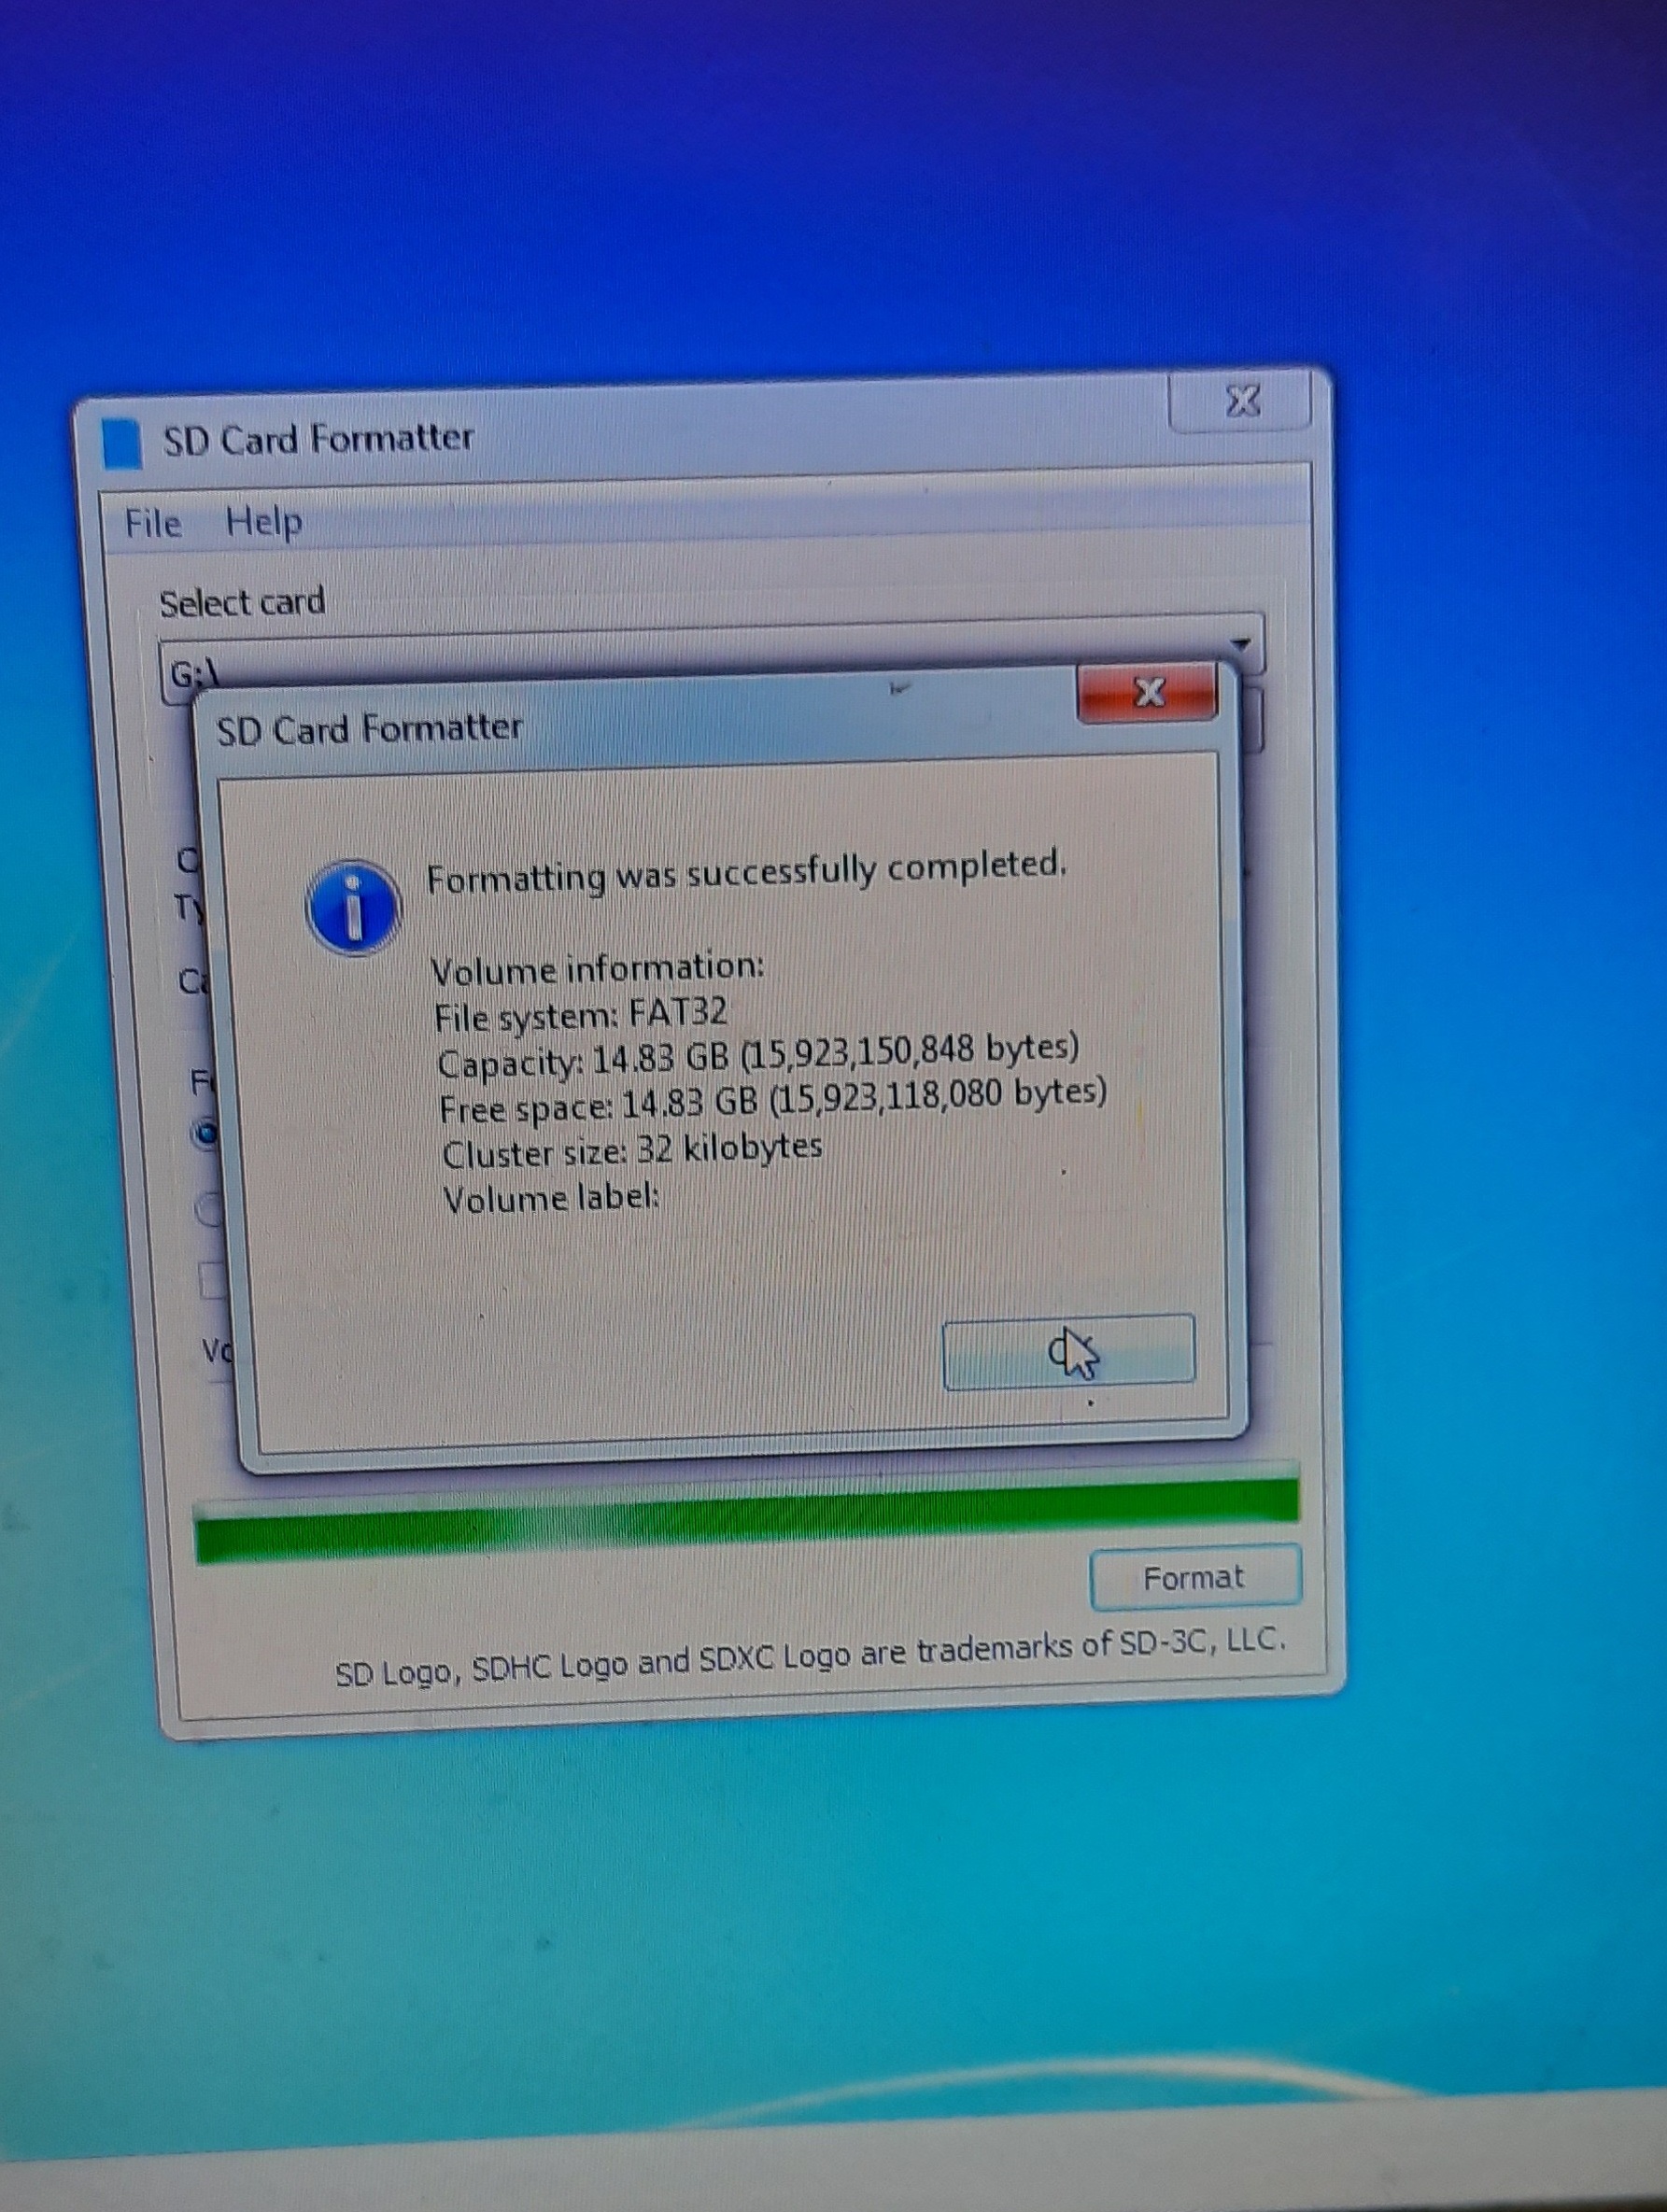 SD Card Formatter
File Help
Select card
G:\
SD Card Formatter
Formatting was successfully completed.
Volume information:
File system: FAT32
Capacity: 14.83 GB (15,923,150,848 bytes)
Free space: 14.83 GB (15,923,118,080 bytes)
Cluster size: 32 kilobytes
Volume label:
Format
SD Logo, SDHC Logo and SDXC Logo are trademarks of SD-3C, LLC.